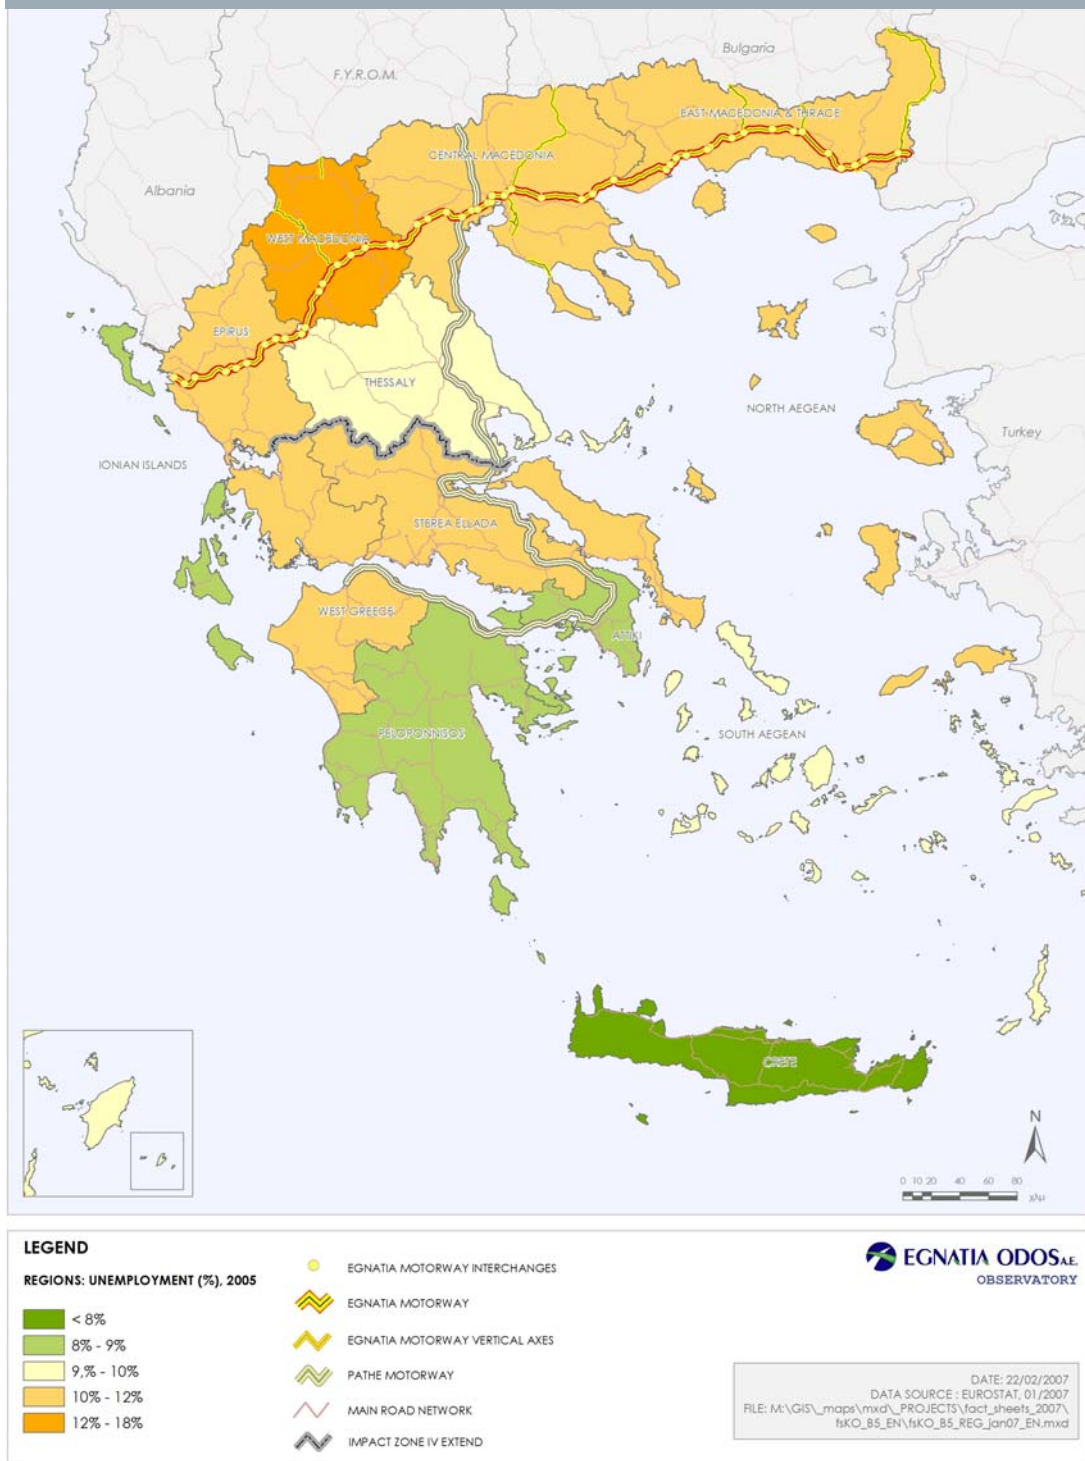 Bulgaria
F.Y.R.O.M.
EAST MACEDONIA & THRACE
CENTRAL MACEDONIA
Albania
WEST MACEDONIA
EPIRUS
THESSALY
NORTH AEGEAN
Turkey
IONIAN ISLANDS
STEREA ELLADA
WEST GREECE
ATTIKI
PELOPONNISOS
SOUTH AEGEAN
CRETE
N
0 10 20 40 60 80
χλμ
LEGEND
REGIONS: UNEMPLOYMENT (%), 2005
< 8%
8% - 9%
9,% - 10%
10% - 12%
12% - 18%
EGNATIA MOTORWAY INTERCHANGES
EGNATIA MOTORWAY
EGNATIA MOTORWAY VERTICAL AXES
PATHE MOTORWAY
MAIN ROAD NETWORK
IMPACT ZONE IV EXTEND
EGNATIA ODOS A.E.
OBSERVATORY
DATE: 22/02/2007
DATA SOURCE : EUROSTAT, 01/2007
FILE: M:\GIS\_maps\mxd\_PROJECTS\fact_sheets_2007\
fsKO_B5_EN\fsKO_B5_REG_jan07_EN.mxd